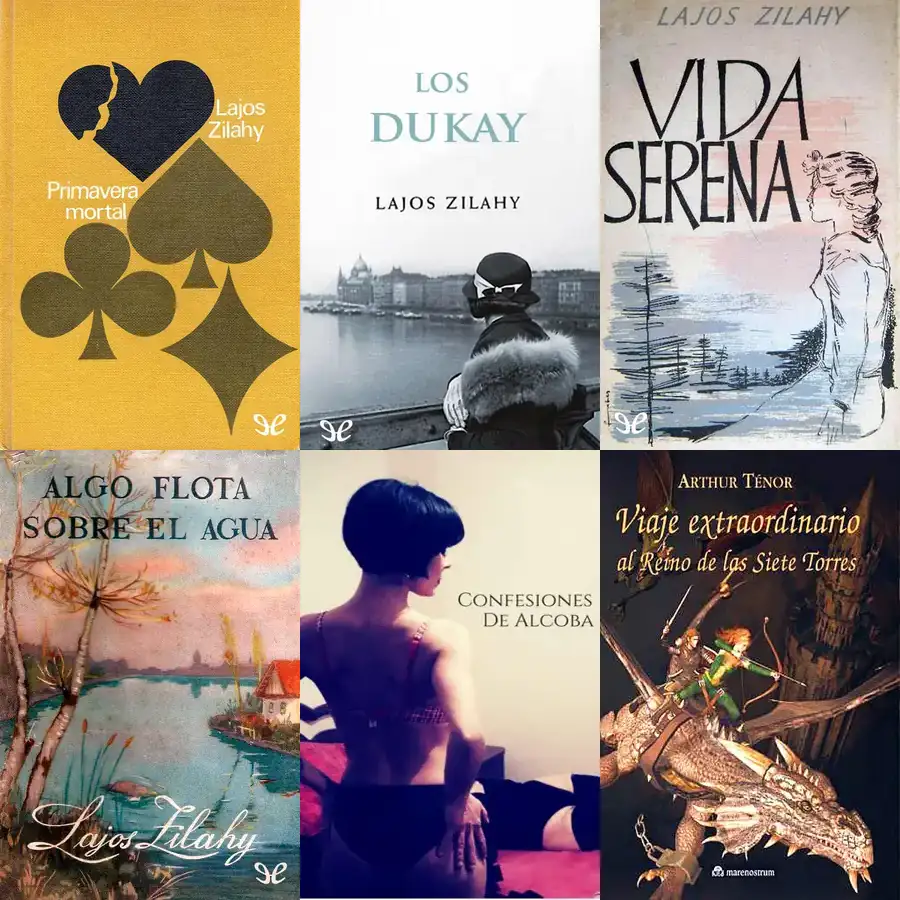 Lajos
Zilahy
Primavera
mortal
LOS
DUKAY
LAJOS ZILAHY
LAJOS ZILAHY
VIDA
SERENA
ALGO FLOTA
SOBRE EL AGUA
Lajos Zilahy
CONFESIONES
DE ALCOBA
ARTHUR TÉNOR
Viaje extraordinario
al Reino de las Siete Torres
marenostrum